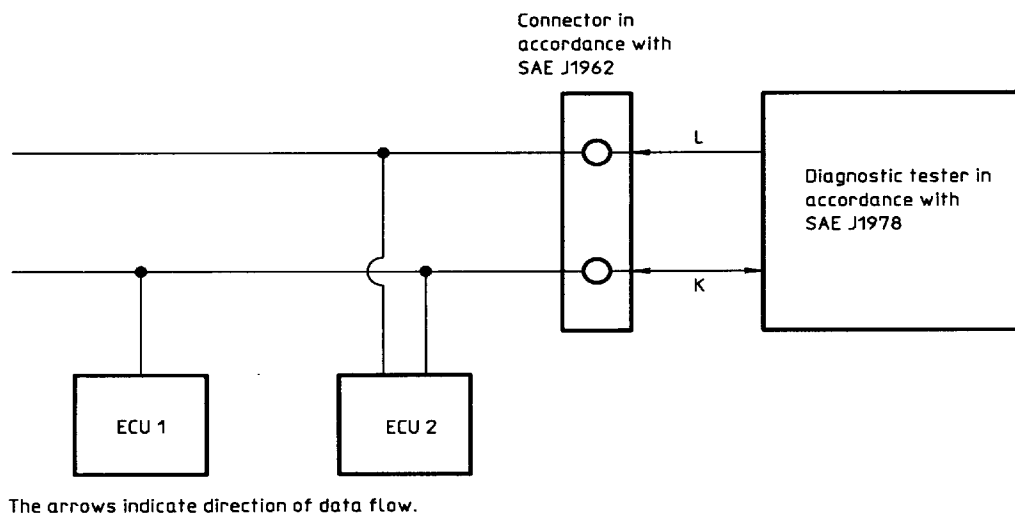 Connector in
accordance with
SAE J1962
L
Diagnostic tester in
accordance with
SAE J1978
K
ECU 1
ECU 2
The arrows indicate direction of data flow.